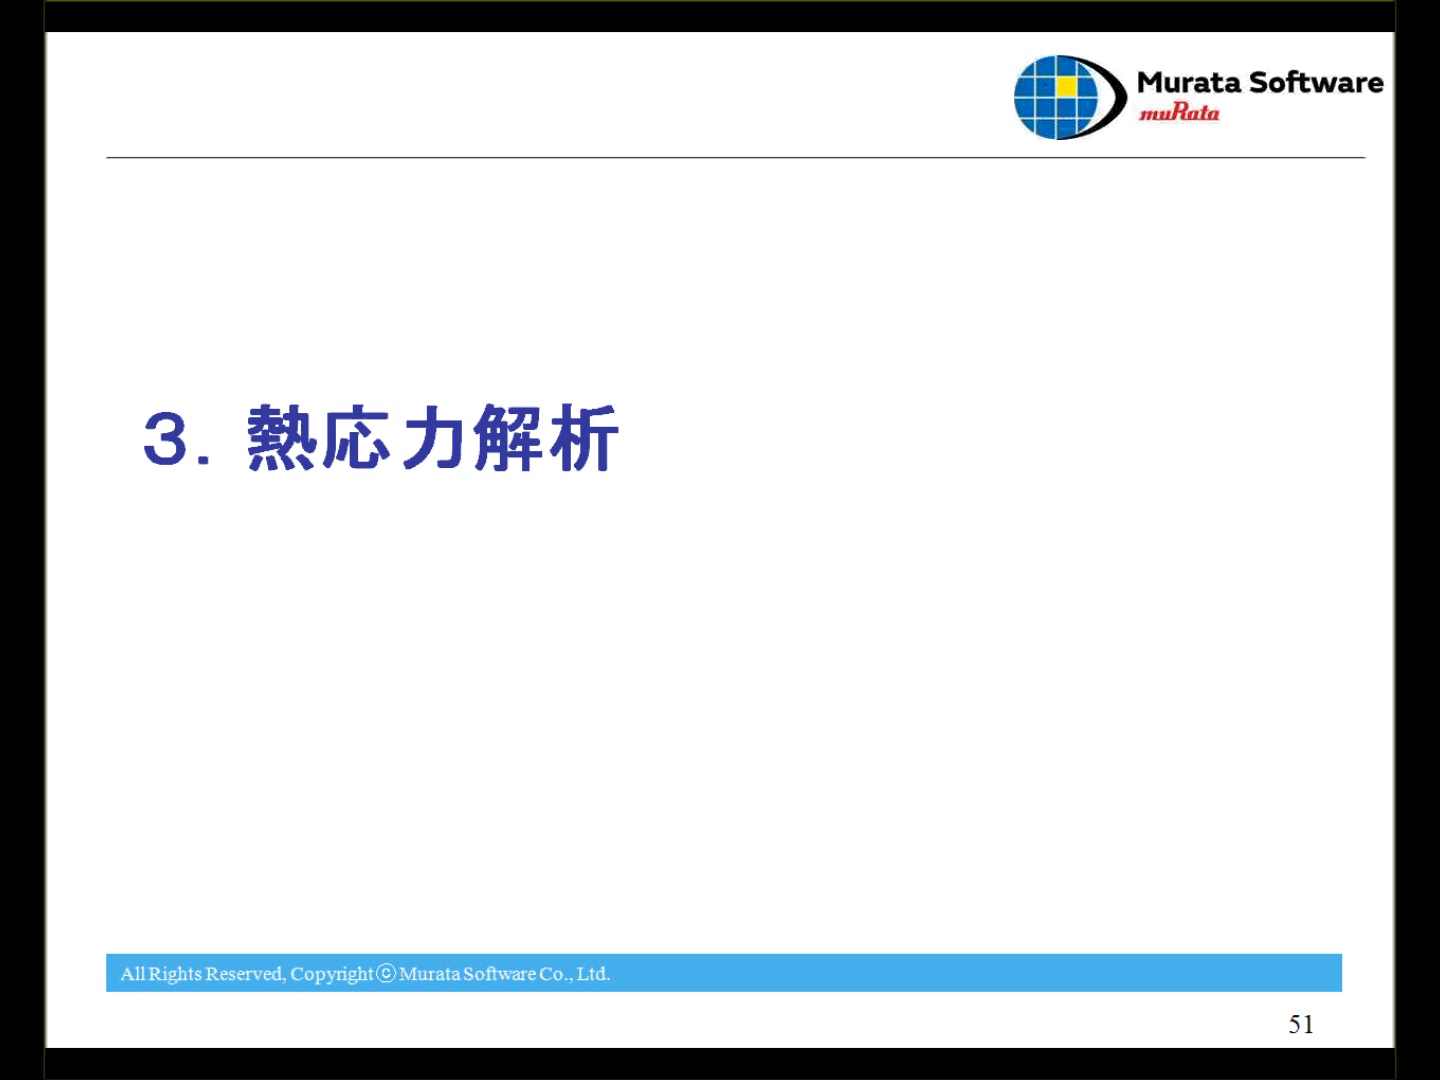 Murata Software
muRata
３．熱応力解析
All Rights Reserved, Copyright ⓒ Murata Software Co., Ltd.
51